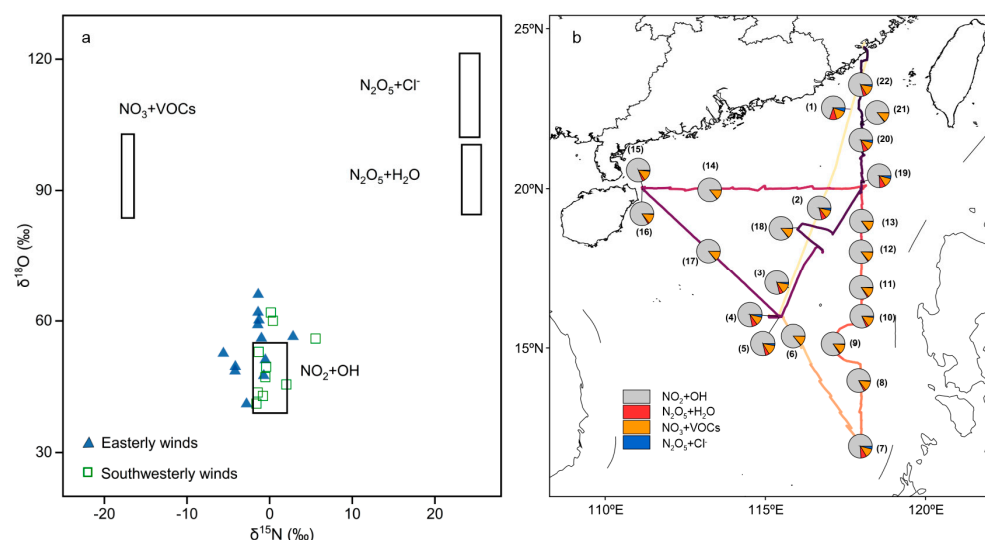 a
120
90
60
30
δ¹⁸O (‰)
N₂O₅+Cl⁻
NO₃+VOCs
N₂O₅+H₂O
NO₂+OH
Easterly winds
Southwesterly winds
-20
-10
0
10
20
δ¹⁵N (‰)
b
25°N
20°N
15°N
110°E
115°E
120°E
(22)
(1)
(21)
(20)
(15)
(14)
(19)
(2)
(16)
(18)
(13)
(17)
(12)
(3)
(11)
(4)
(10)
(5)
(6)
(9)
(8)
(7)
NO₂+OH
N₂O₅+H₂O
NO₃+VOCs
N₂O₅+Cl⁻